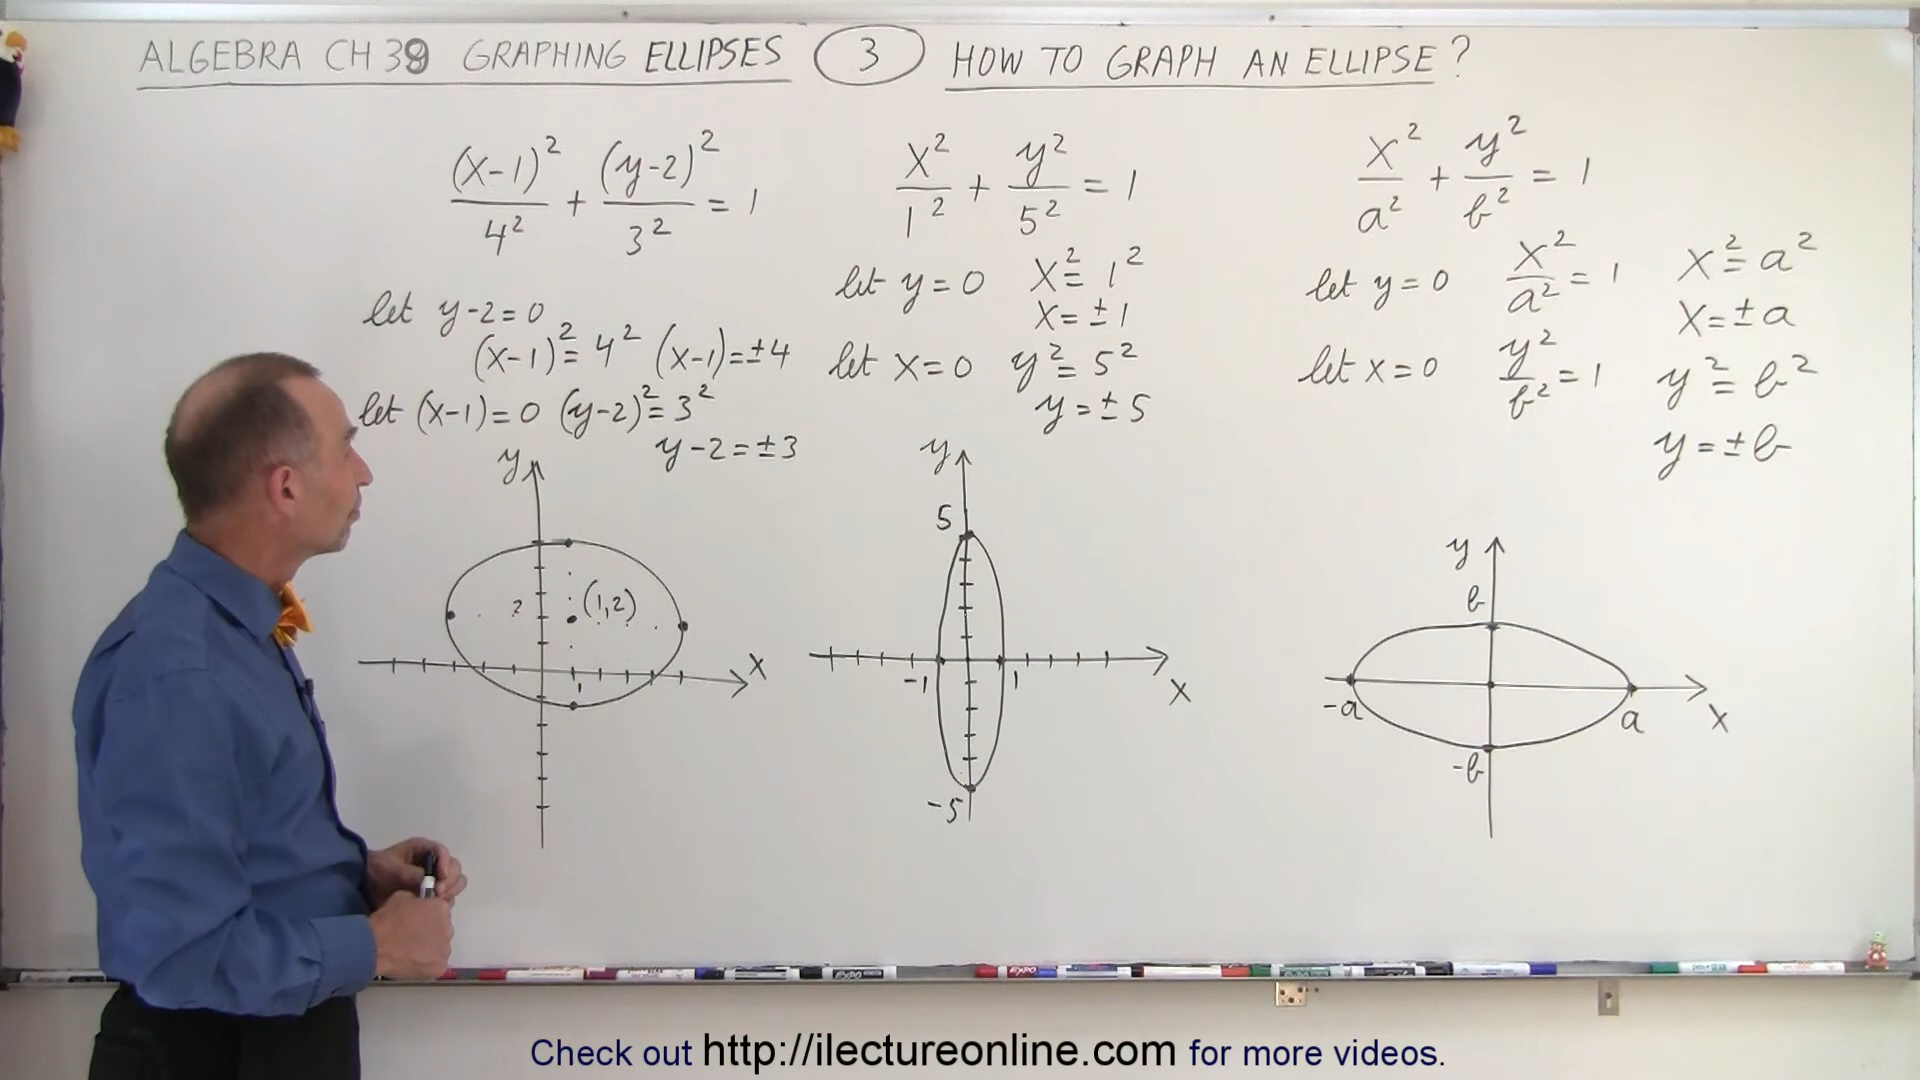 ALGEBRA CH 38 GRAPHING ELLIPSES 3 HOW TO GRAPH AN ELLIPSE?
(x-1)²/4² + (y-2)²/3² = 1
let y-2=0
(x-1)²=4² (x-1)=±4
let (x-1)=0 (y-2)²=3²
y-2=±3
y
2
(1,2)
1
x
x²/1² + y²/5² = 1
let y=0 x²=1²
x=±1
let x=0 y²=5²
y=±5
y
5
-1
1
x
-5
x²/a² + y²/b² = 1
let y=0 x²/a²=1 x²=a²
x=±a
let x=0 y²/b²=1 y²=b²
y=±b
y
b
-a
a
x
-b
Check out http://ilectureonline.com for more videos.